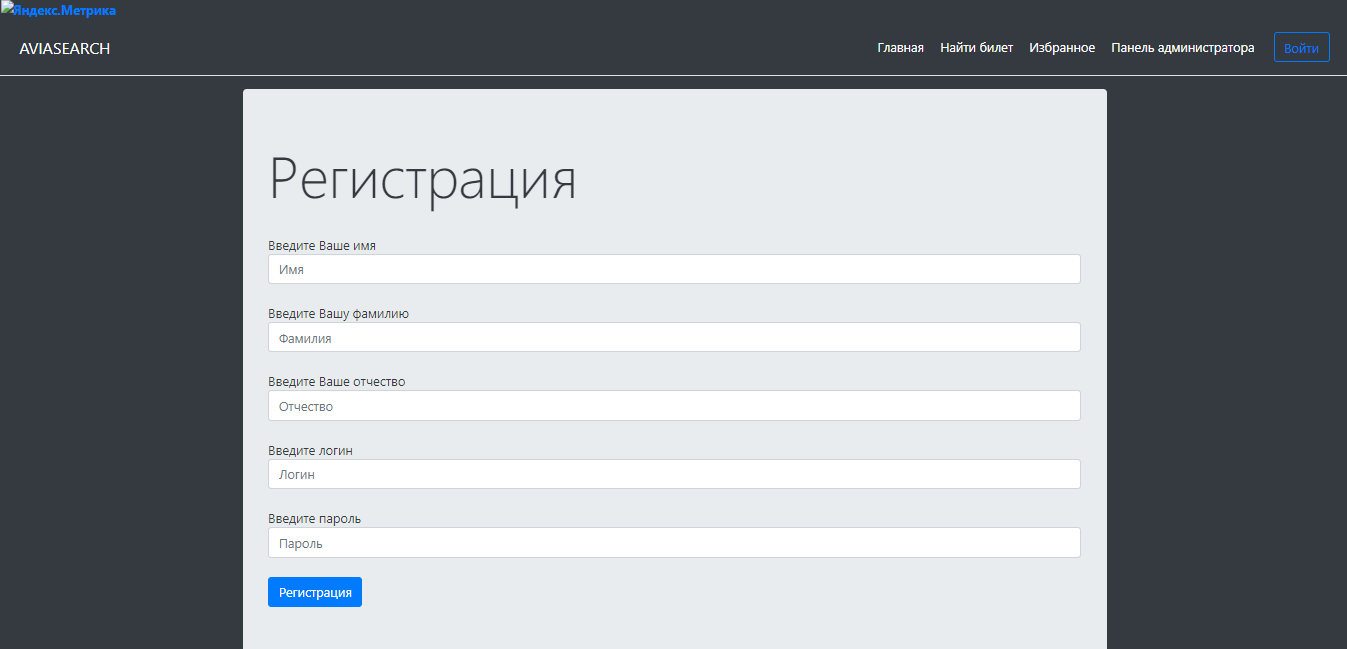 Яндекс.Метрика
AVIASEARCH Главная Найти билет Избранное Панель администратора Войти
Регистрация
Введите Ваше имя
Имя
Введите Вашу фамилию
Фамилия
Введите Ваше отчество
Отчество
Введите логин
Логин
Введите пароль
Пароль
Регистрация